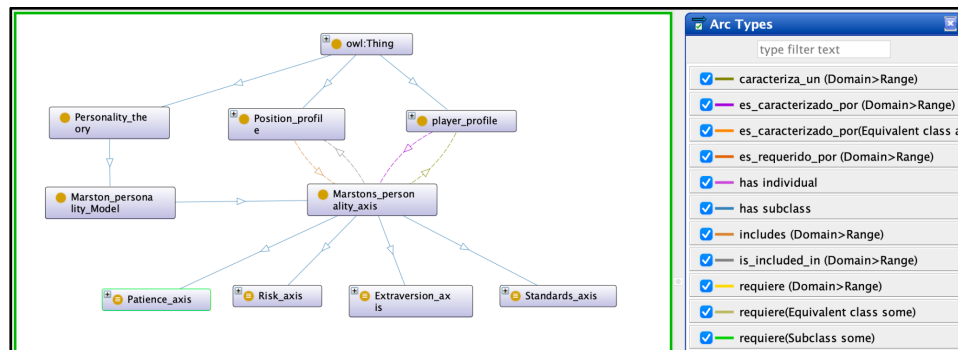 owl:Thing
Personality_the
ory
Position_profil
e
player_profile
Marston_persona
lity_Model
Marstons_person
ality_axis
Patience_axis
Risk_axis
Extraversion_ax
is
Standards_axis
Arc Types
type filter text
caracteriza_un (Domain>Range)
es_caracterizado_por (Domain>Range)
es_caracterizado_por(Equivalent class a
es_requerido_por (Domain>Range)
has individual
has subclass
includes (Domain>Range)
is_included_in (Domain>Range)
requiere (Domain>Range)
requiere(Equivalent class some)
requiere(Subclass some)